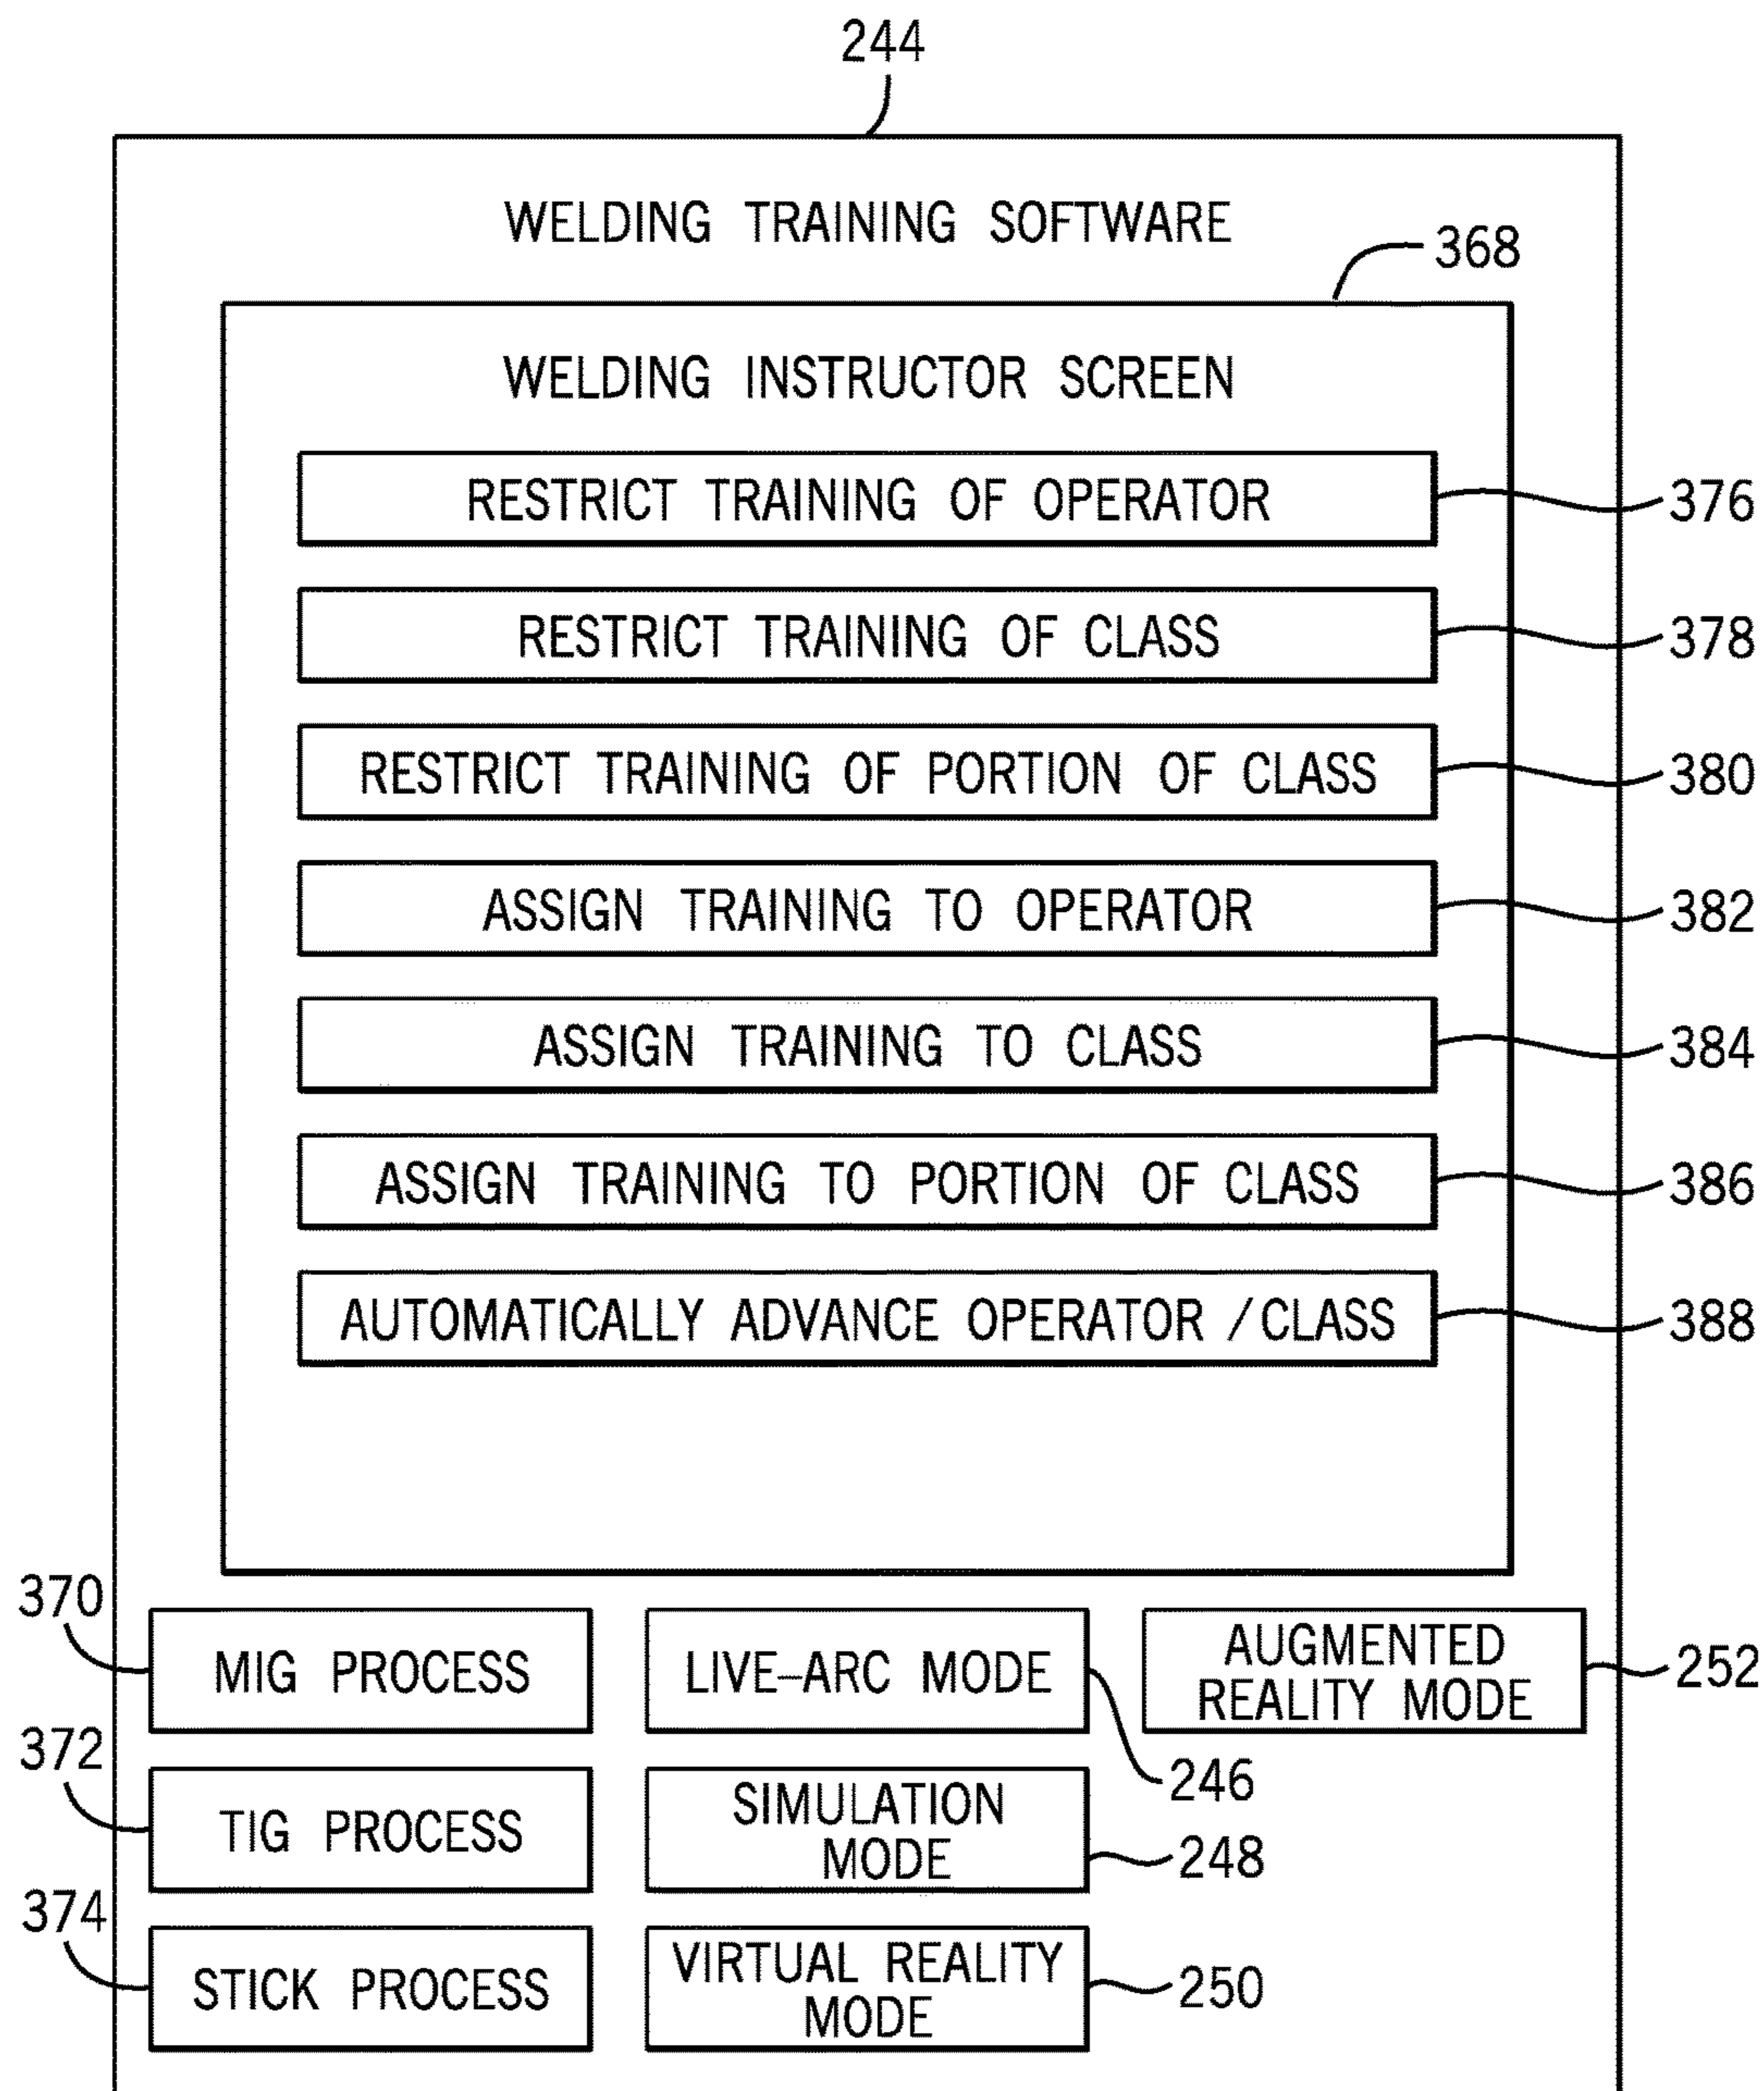 244
WELDING TRAINING SOFTWARE
368
WELDING INSTRUCTOR SCREEN
RESTRICT TRAINING OF OPERATOR
376
RESTRICT TRAINING OF CLASS
378
RESTRICT TRAINING OF PORTION OF CLASS
380
ASSIGN TRAINING TO OPERATOR
382
ASSIGN TRAINING TO CLASS
384
ASSIGN TRAINING TO PORTION OF CLASS
386
AUTOMATICALLY ADVANCE OPERATOR / CLASS
388
370
MIG PROCESS
LIVE–ARC MODE
246
AUGMENTED
REALITY MODE
252
372
TIG PROCESS
SIMULATION
MODE
248
374
STICK PROCESS
VIRTUAL REALITY
MODE
250